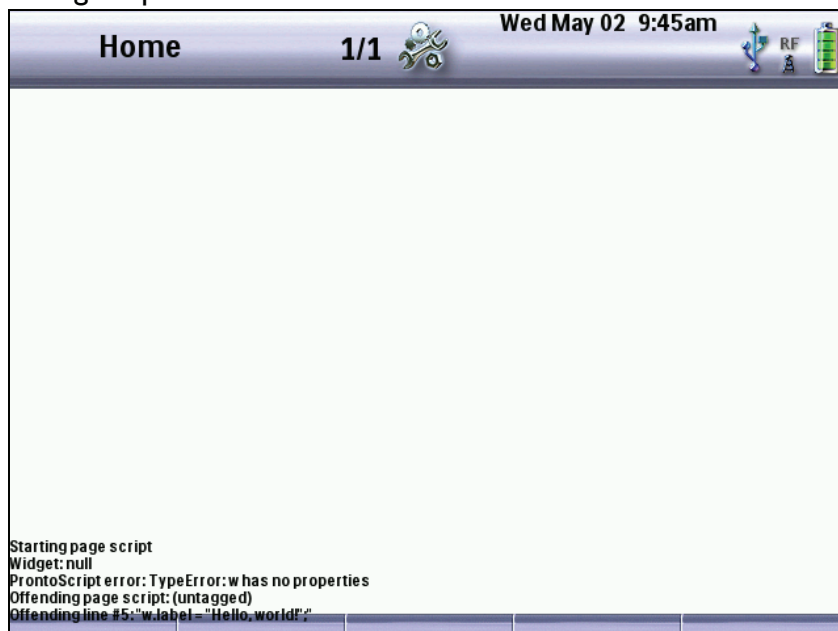 Home 1/1 Wed May 02 9:45am
RF
Starting page script
Widget: null
ProntoScript error: TypeError: w has no properties
Offending page script: (untagged)
Offending line #5: "w.label = "Hello, world!";"